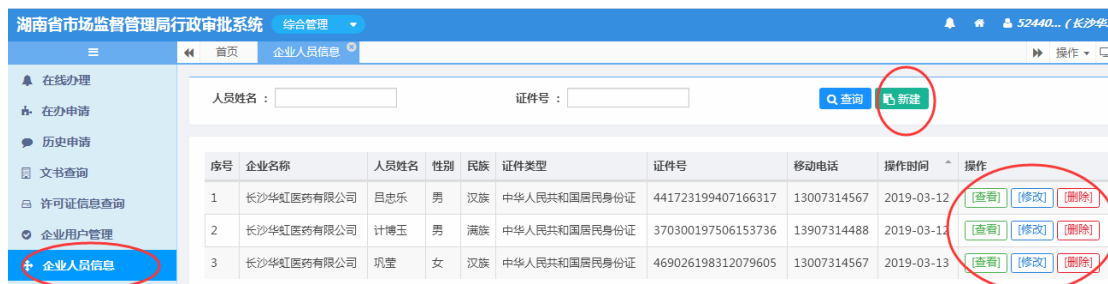 湖南省市场监督管理局行政审批系统 综合管理 52440... (长沙华
首页 企业人员信息 操作
在线办理
人员姓名 : 证件号 : 查询 新建
在办申请
历史申请
文书查询
许可证信息查询
企业用户管理
企业人员信息
序号 企业名称 人员姓名 性别 民族 证件类型 证件号 移动电话 操作时间 操作
1 长沙华虹医药有限公司 吕忠乐 男 汉族 中华人民共和国居民身份证 441723199407166317 13007314567 2019-03-12 [查看] [修改] [删除]
2 长沙华虹医药有限公司 计博玉 男 满族 中华人民共和国居民身份证 370300197506153736 13907314488 2019-03-12 [查看] [修改] [删除]
3 长沙华虹医药有限公司 巩莹 女 汉族 中华人民共和国居民身份证 469026198312079605 13007314567 2019-03-13 [查看] [修改] [删除]